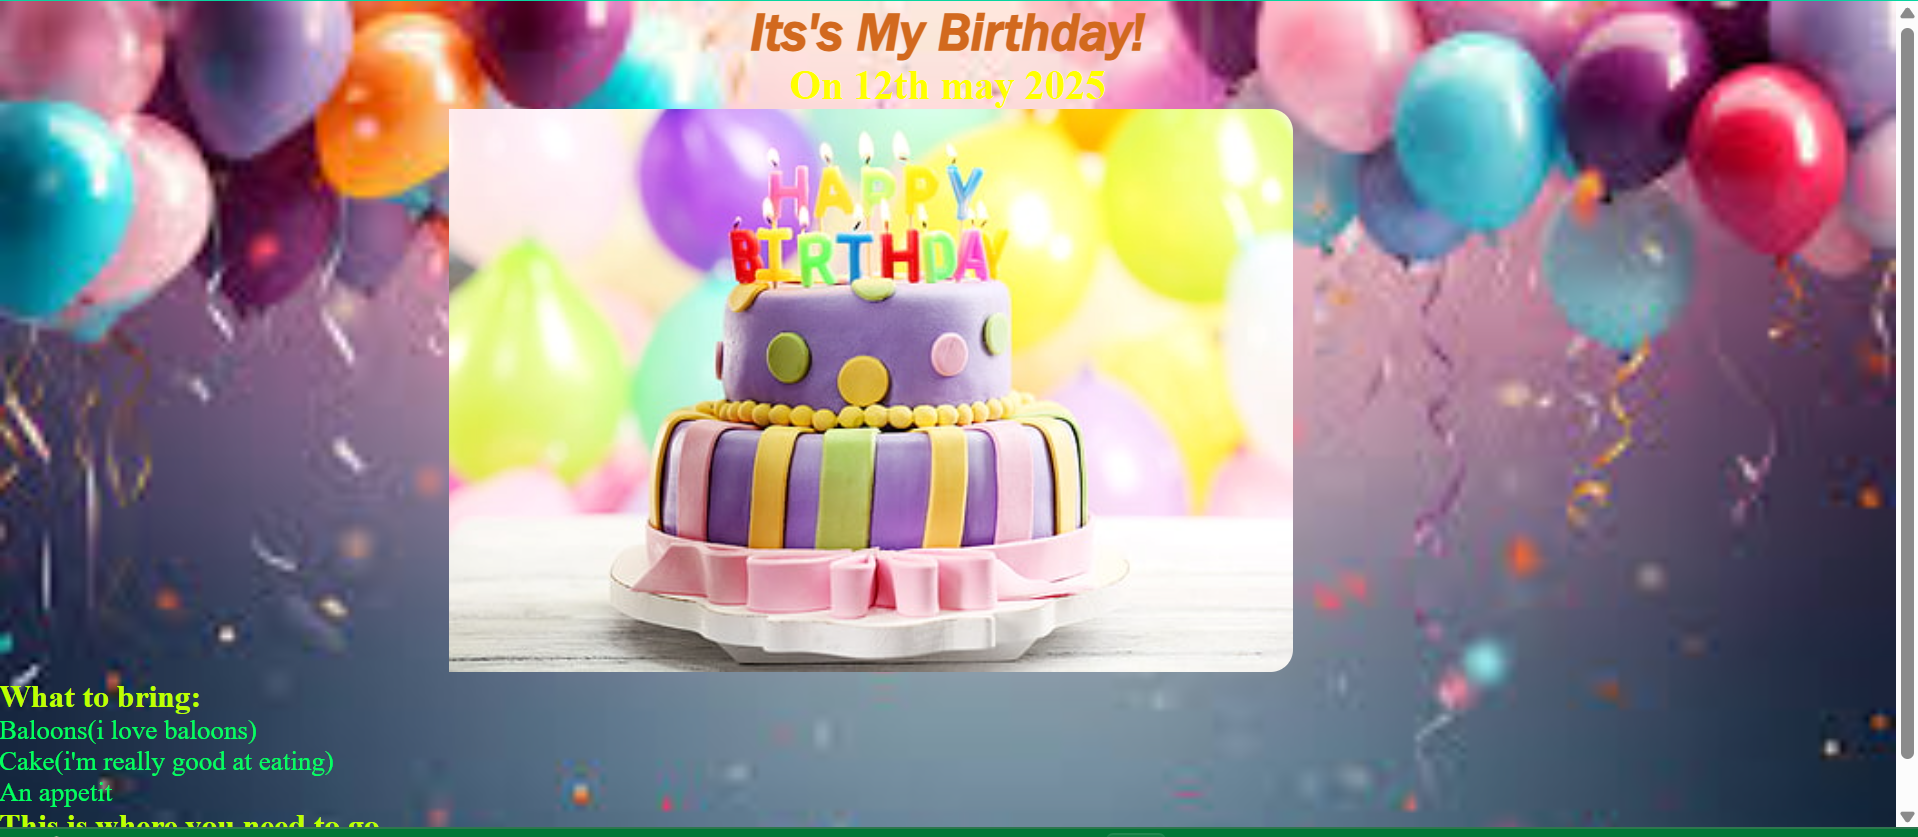 Its's My Birthday!
On 12th may 2025
HAPPY
BIRTHDAY
What to bring:
Baloons(i love baloons)
Cake(i'm really good at eating)
An appetit
This is where you need to go